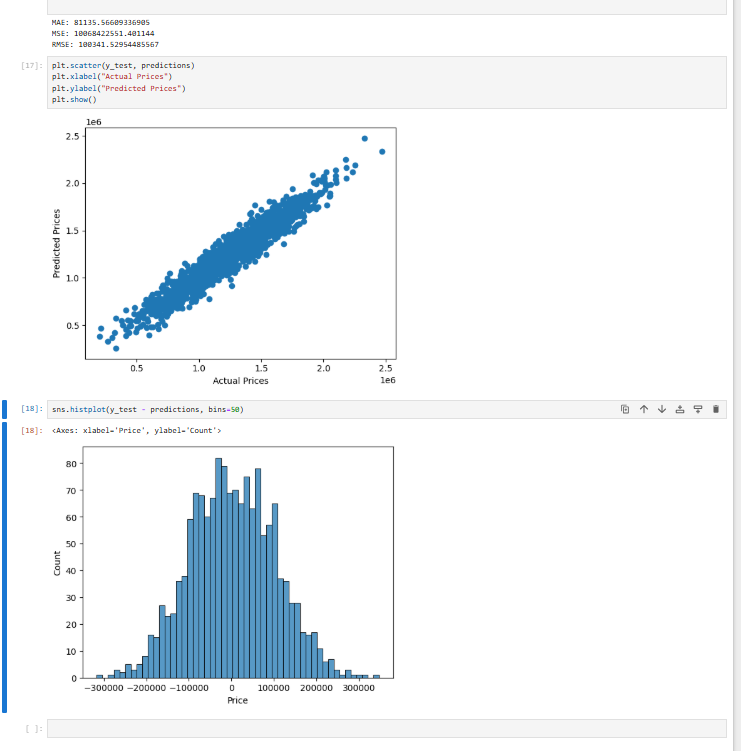 MAE: 81135.56609336905
MSE: 10068422551.401144
RMSE: 100341.52954485567
[17]: plt.scatter(y_test, predictions)
plt.xlabel("Actual Prices")
plt.ylabel("Predicted Prices")
plt.show()
1e6
2.5
2.0
1.5
1.0
0.5
Predicted Prices
0.5 1.0 1.5 2.0 2.5
Actual Prices 1e6
[18]: sns.histplot(y_test - predictions, bins=50)
[18]: <Axes: xlabel='Price', ylabel='Count'>
80
70
60
50
40
30
20
10
0
Count
−300000 −200000 −100000 0 100000 200000 300000
Price
[ ]: